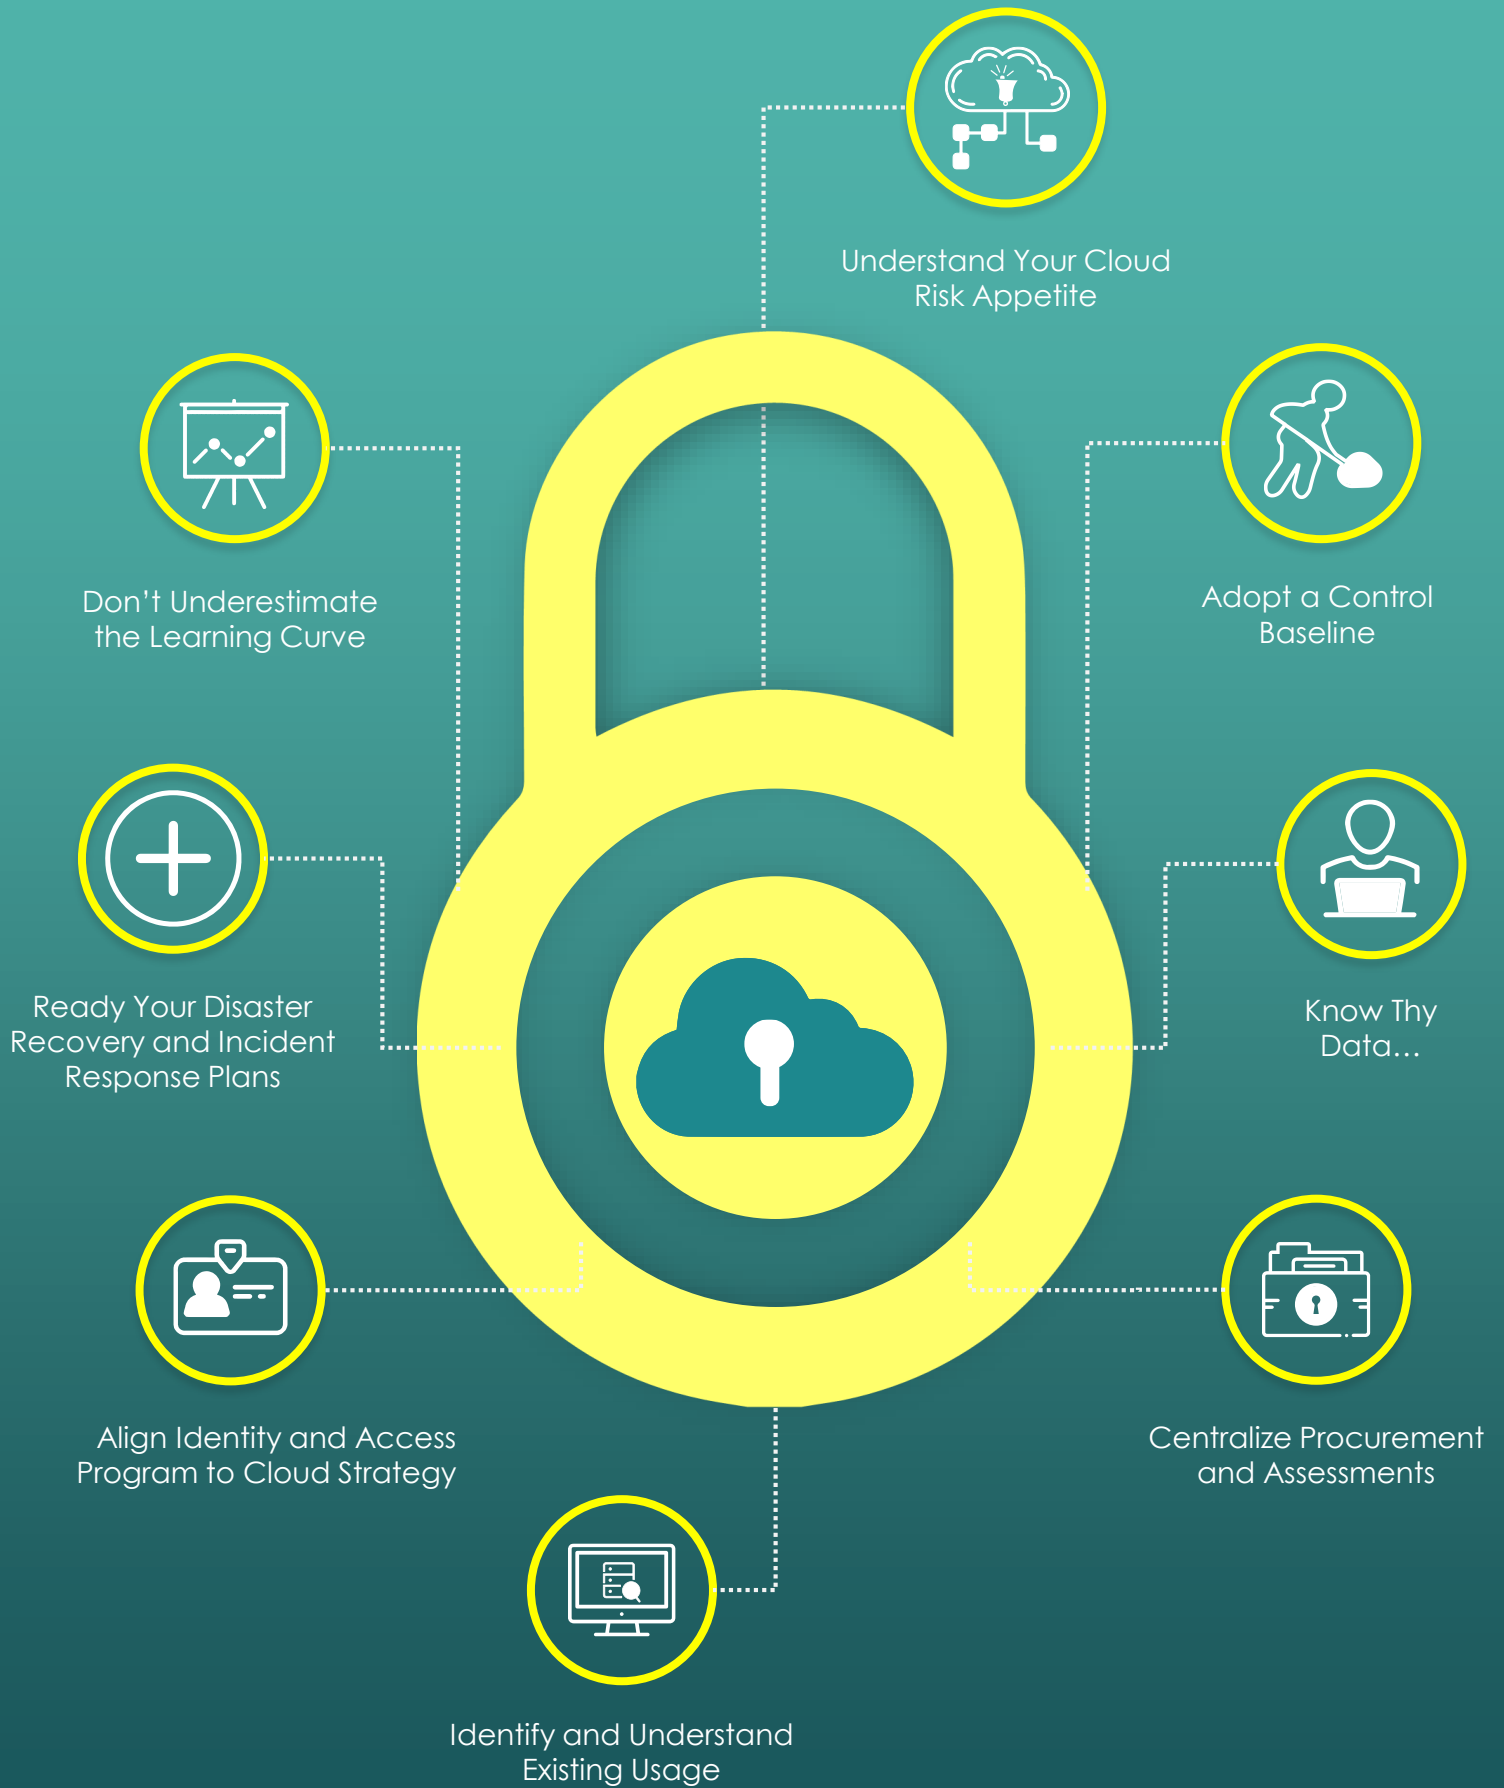 Understand Your Cloud
Risk Appetite
Don't Underestimate
the Learning Curve
Adopt a Control
Baseline
Ready Your Disaster
Recovery and Incident
Response Plans
Know Thy
Data…
Align Identity and Access
Program to Cloud Strategy
Centralize Procurement
and Assessments
Identify and Understand
Existing Usage